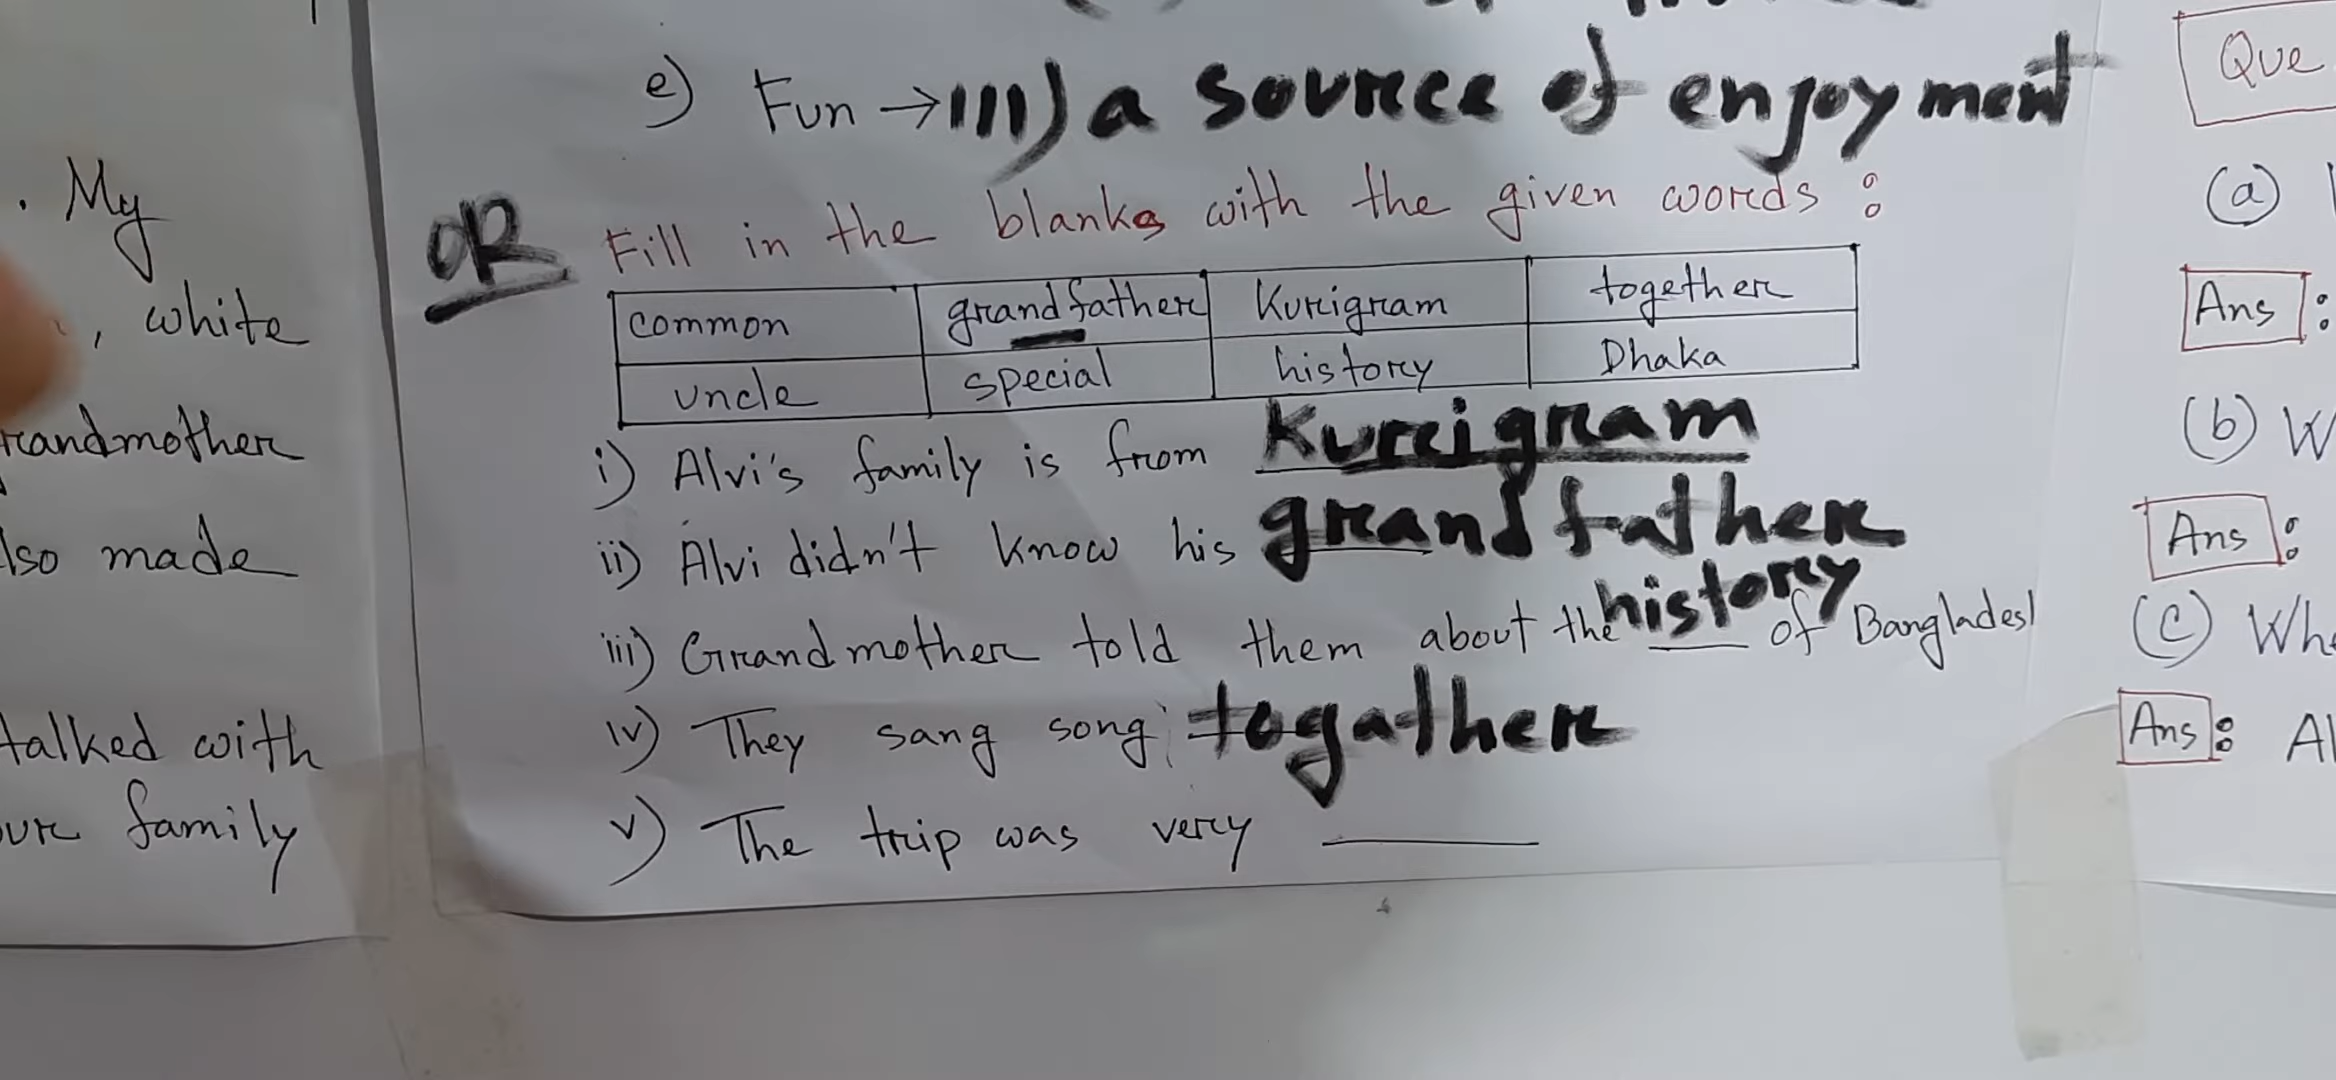 . My
, white
randmother
lso made
talked with
our family
e) Fun → iii) a source of enjoyment
OR Fill in the blanks with the given words :
common grandfather Kurigram together
uncle special history Dhaka
i) Alvi's family is from Kurigram
ii) Alvi didn't know his grandfather
iii) Grandmother told them about the history of Bangladesh
iv) They sang song togather
v) The trip was very ______
Que
(a)
Ans :
(b) W
Ans :
(c) Wh
Ans : Al